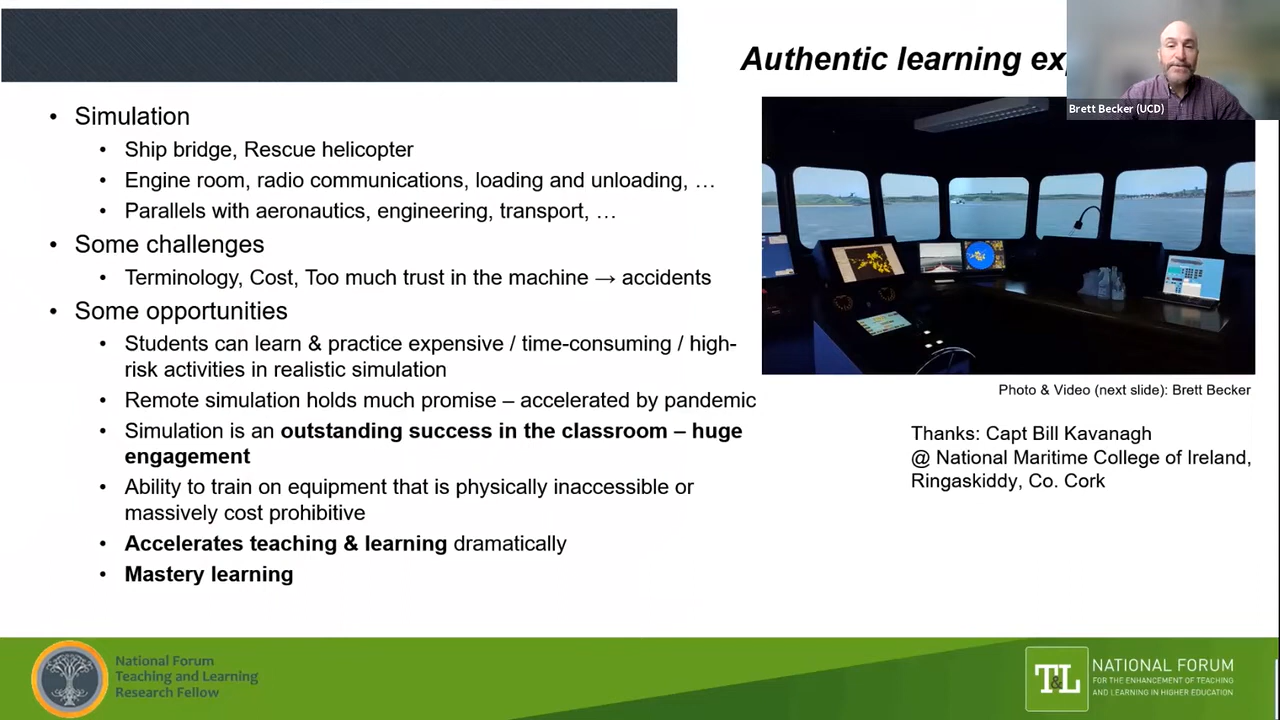 Authentic learning ex
Brett Becker (UCD)
• Simulation
• Ship bridge, Rescue helicopter
• Engine room, radio communications, loading and unloading, …
• Parallels with aeronautics, engineering, transport, …
• Some challenges
• Terminology, Cost, Too much trust in the machine → accidents
• Some opportunities
• Students can learn & practice expensive / time-consuming / high-
risk activities in realistic simulation
• Remote simulation holds much promise – accelerated by pandemic
• Simulation is an outstanding success in the classroom – huge
engagement
• Ability to train on equipment that is physically inaccessible or
massively cost prohibitive
• Accelerates teaching & learning dramatically
• Mastery learning
Photo & Video (next slide): Brett Becker
Thanks: Capt Bill Kavanagh
@ National Maritime College of Ireland,
Ringaskiddy, Co. Cork
National Forum
Teaching and Learning
Research Fellow
T&L
NATIONAL FORUM
FOR THE ENHANCEMENT OF TEACHING
AND LEARNING IN HIGHER EDUCATION